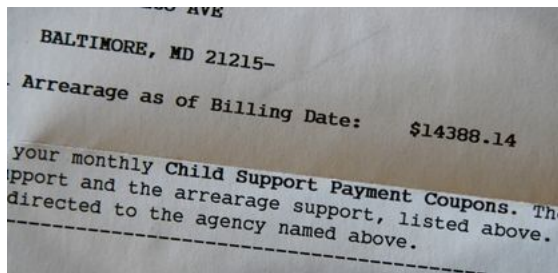 AVE
BALTIMORE, MD 21215-
Arrearage as of Billing Date: $14388.14
your monthly Child Support Payment Coupons. The
upport and the arrearage support, listed above.
directed to the agency named above.